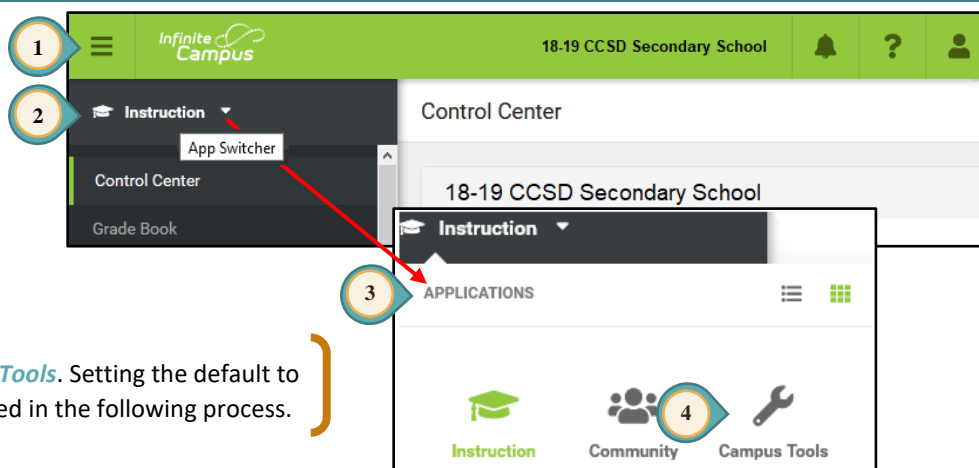 1
Infinite
Campus
18-19 CCSD Secondary School
?
2
Instruction
App Switcher
Control Center
Control Center
18-19 CCSD Secondary School
Grade Book
Instruction
3
APPLICATIONS
Tools. Setting the default to
ed in the following process.
4
Instruction
Community
Campus Tools